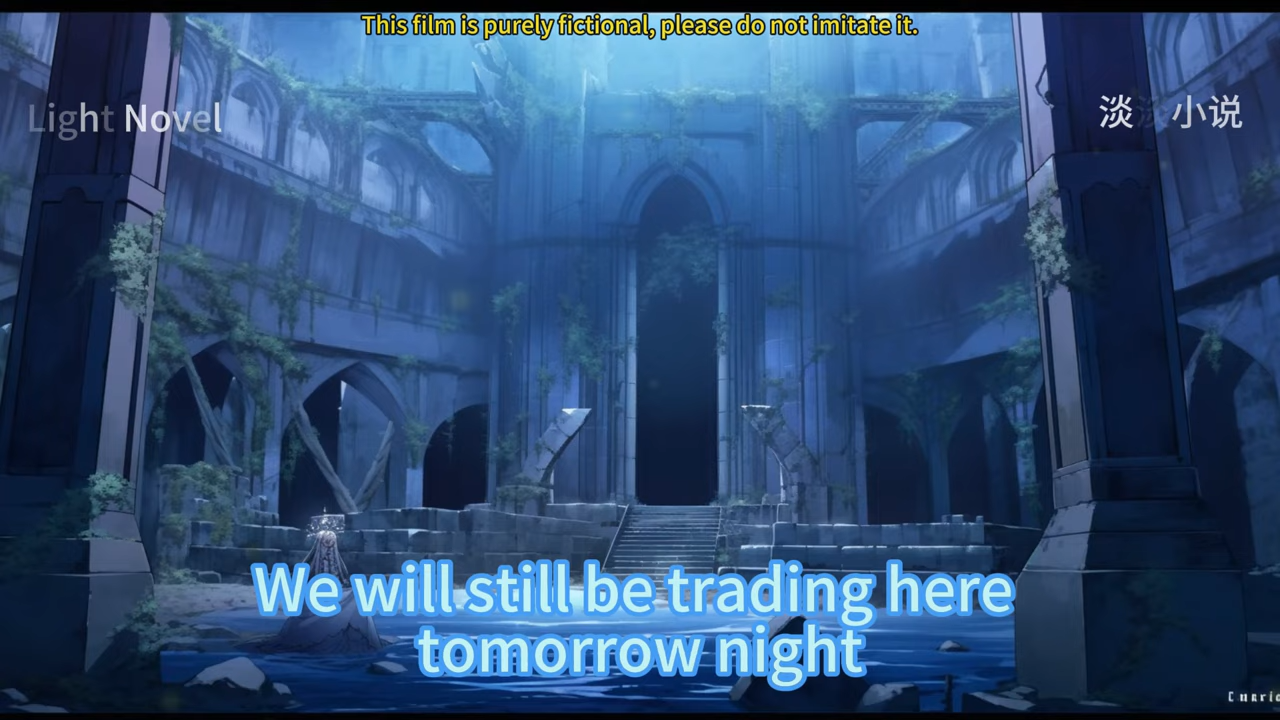 This film is purely fictional, please do not imitate it.
Light Novel
淡淡小说
We will still be trading here
tomorrow night